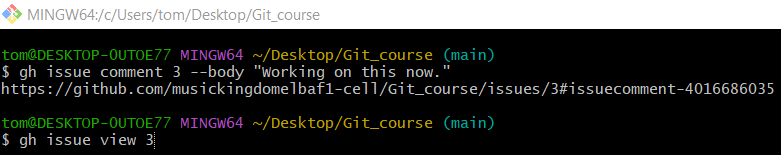 MINGW64:/c/Users/tom/Desktop/Git_course
tom@DESKTOP-OUTOE77 MINGW64 ~/Desktop/Git_course (main)
$ gh issue comment 3 --body "Working on this now."
https://github.com/musickingdomelbaf1-cell/Git_course/issues/3#issuecomment-4016686035
tom@DESKTOP-OUTOE77 MINGW64 ~/Desktop/Git_course (main)
$ gh issue view 3